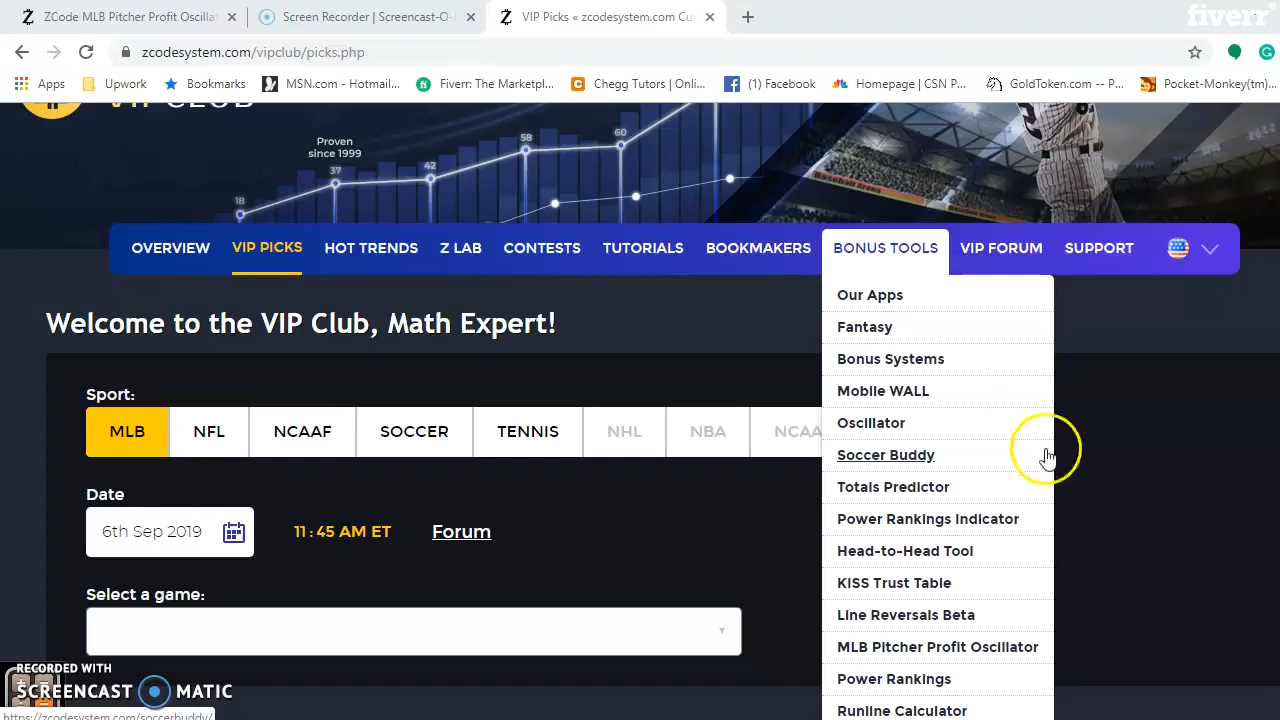 ZCode MLB Pitcher Profit Oscillat
Screen Recorder | Screencast-O-
VIP Picks « zcodesystem.com Cus
fiverr
zcodesystem.com/vipclub/picks.php
Apps
Upwork
Bookmarks
MSN.com - Hotmail...
Fiverr: The Marketpl...
Chegg Tutors | Onli...
(1) Facebook
Homepage | CSN P...
GoldToken.com -- P...
Pocket-Monkey(tm)...
VIP CLUB
Proven
since 1999
18
37
42
58
60
Baseball Arena
OVERVIEW
VIP PICKS
HOT TRENDS
Z LAB
CONTESTS
TUTORIALS
BOOKMAKERS
BONUS TOOLS
VIP FORUM
SUPPORT
Our Apps
Fantasy
Bonus Systems
Mobile WALL
Oscillator
Soccer Buddy
Totals Predictor
Power Rankings Indicator
Head-to-Head Tool
KISS Trust Table
Line Reversals Beta
MLB Pitcher Profit Oscillator
Power Rankings
Runline Calculator
Welcome to the VIP Club, Math Expert!
Sport:
MLB
NFL
NCAAF
SOCCER
TENNIS
NHL
NBA
NCAA
Date
6th Sep 2019
11:45 AM ET
Forum
Select a game:
RECORDED WITH
SCREENCAST MATIC
https://zcodesystem.com/soccerbuddy/